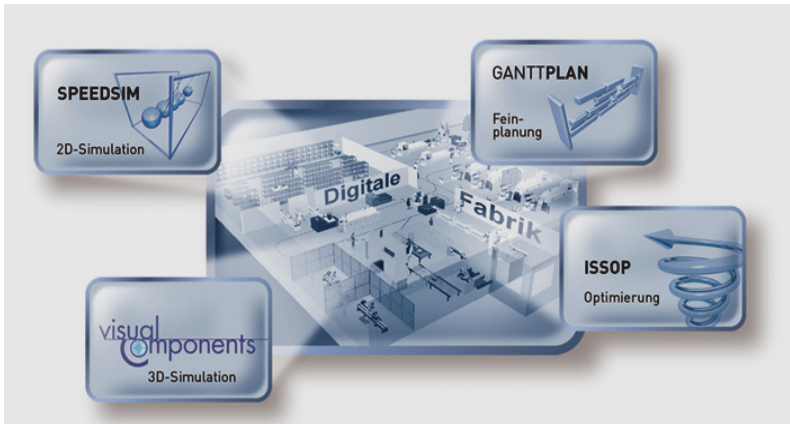 SPEEDSIM
2D-Simulation
GANTTPLAN
Fein-
planung
Digitale
Fabrik
ISSOP
Optimierung
visual
components
3D-Simulation